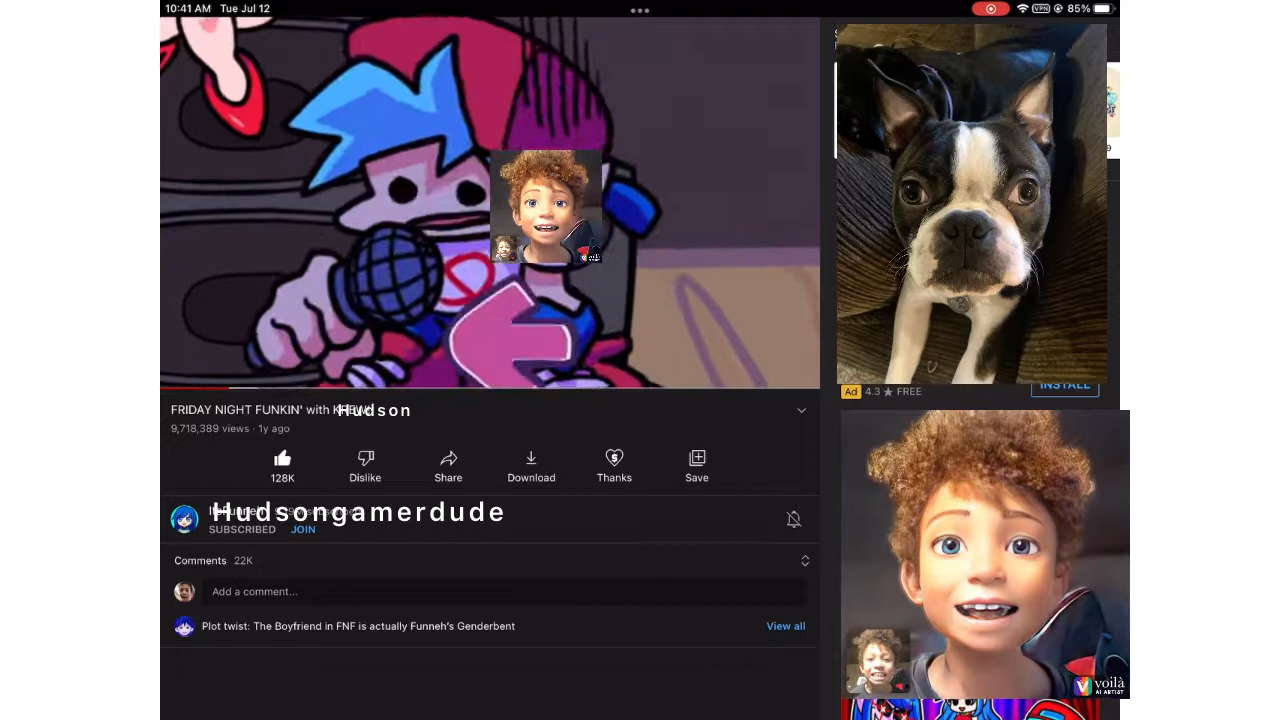 10:41 AM Tue Jul 12
VPN 85%
FRIDAY NIGHT FUNKIN' with
Hudson
9,718,389 views · 1y ago
128K
Dislike
Share
Download
Thanks
Save
Hudsongamerdude
SUBSCRIBED JOIN
Comments 22K
Add a comment...
Plot twist: The Boyfriend in FNF is actually Funneh's Genderbent
View all
Ad 4.3 ★ FREE
INSTALL
voilà
AI ARTIST